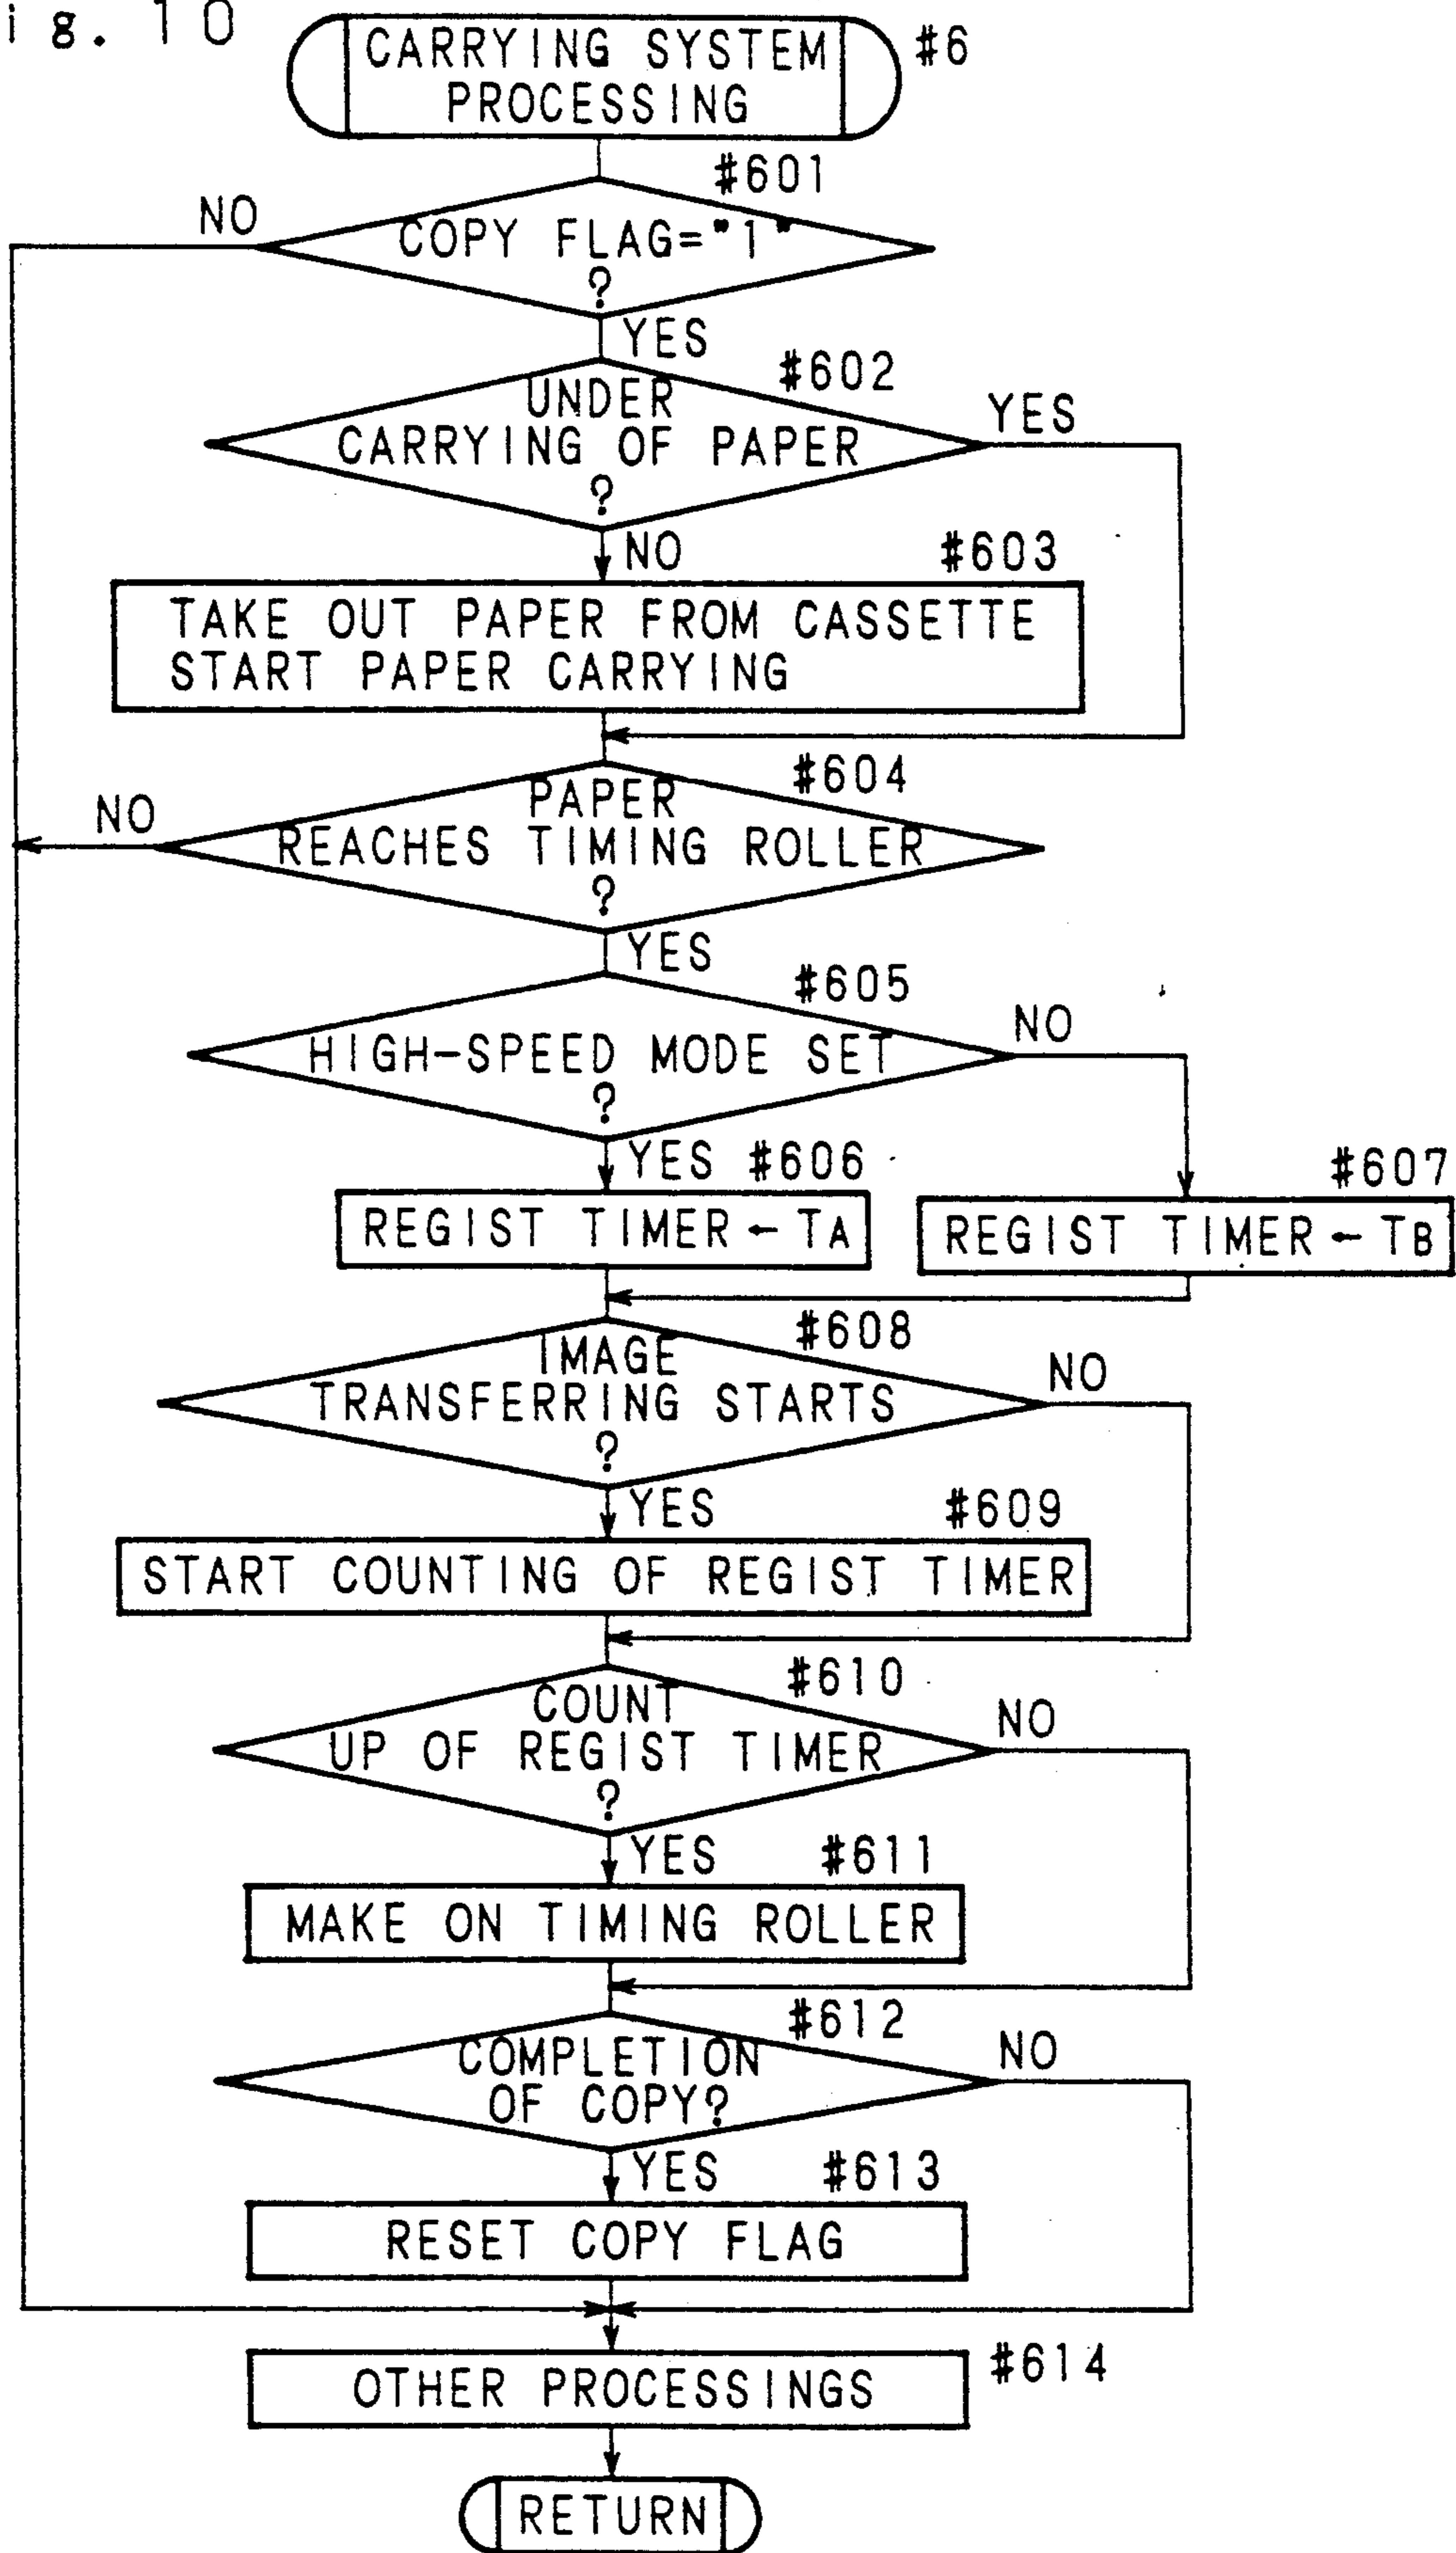 ig. 10
CARRYING SYSTEM
PROCESSING
#6
#601
NO
COPY FLAG="1"
?
YES
#602
UNDER
YES
CARRYING OF PAPER
?
NO
#603
TAKE OUT PAPER FROM CASSETTE
START PAPER CARRYING
#604
PAPER
NO
REACHES TIMING ROLLER
?
YES
#605
NO
HIGH-SPEED MODE SET
?
YES #606
#607
REGIST TIMER ← TA
REGIST TIMER ← TB
#608
IMAGE
NO
TRANSFERRING STARTS
?
YES
#609
START COUNTING OF REGIST TIMER
#610
COUNT
NO
UP OF REGIST TIMER
?
YES
#611
MAKE ON TIMING ROLLER
#612
COMPLETION
NO
OF COPY?
YES
#613
RESET COPY FLAG
OTHER PROCESSINGS
#614
RETURN